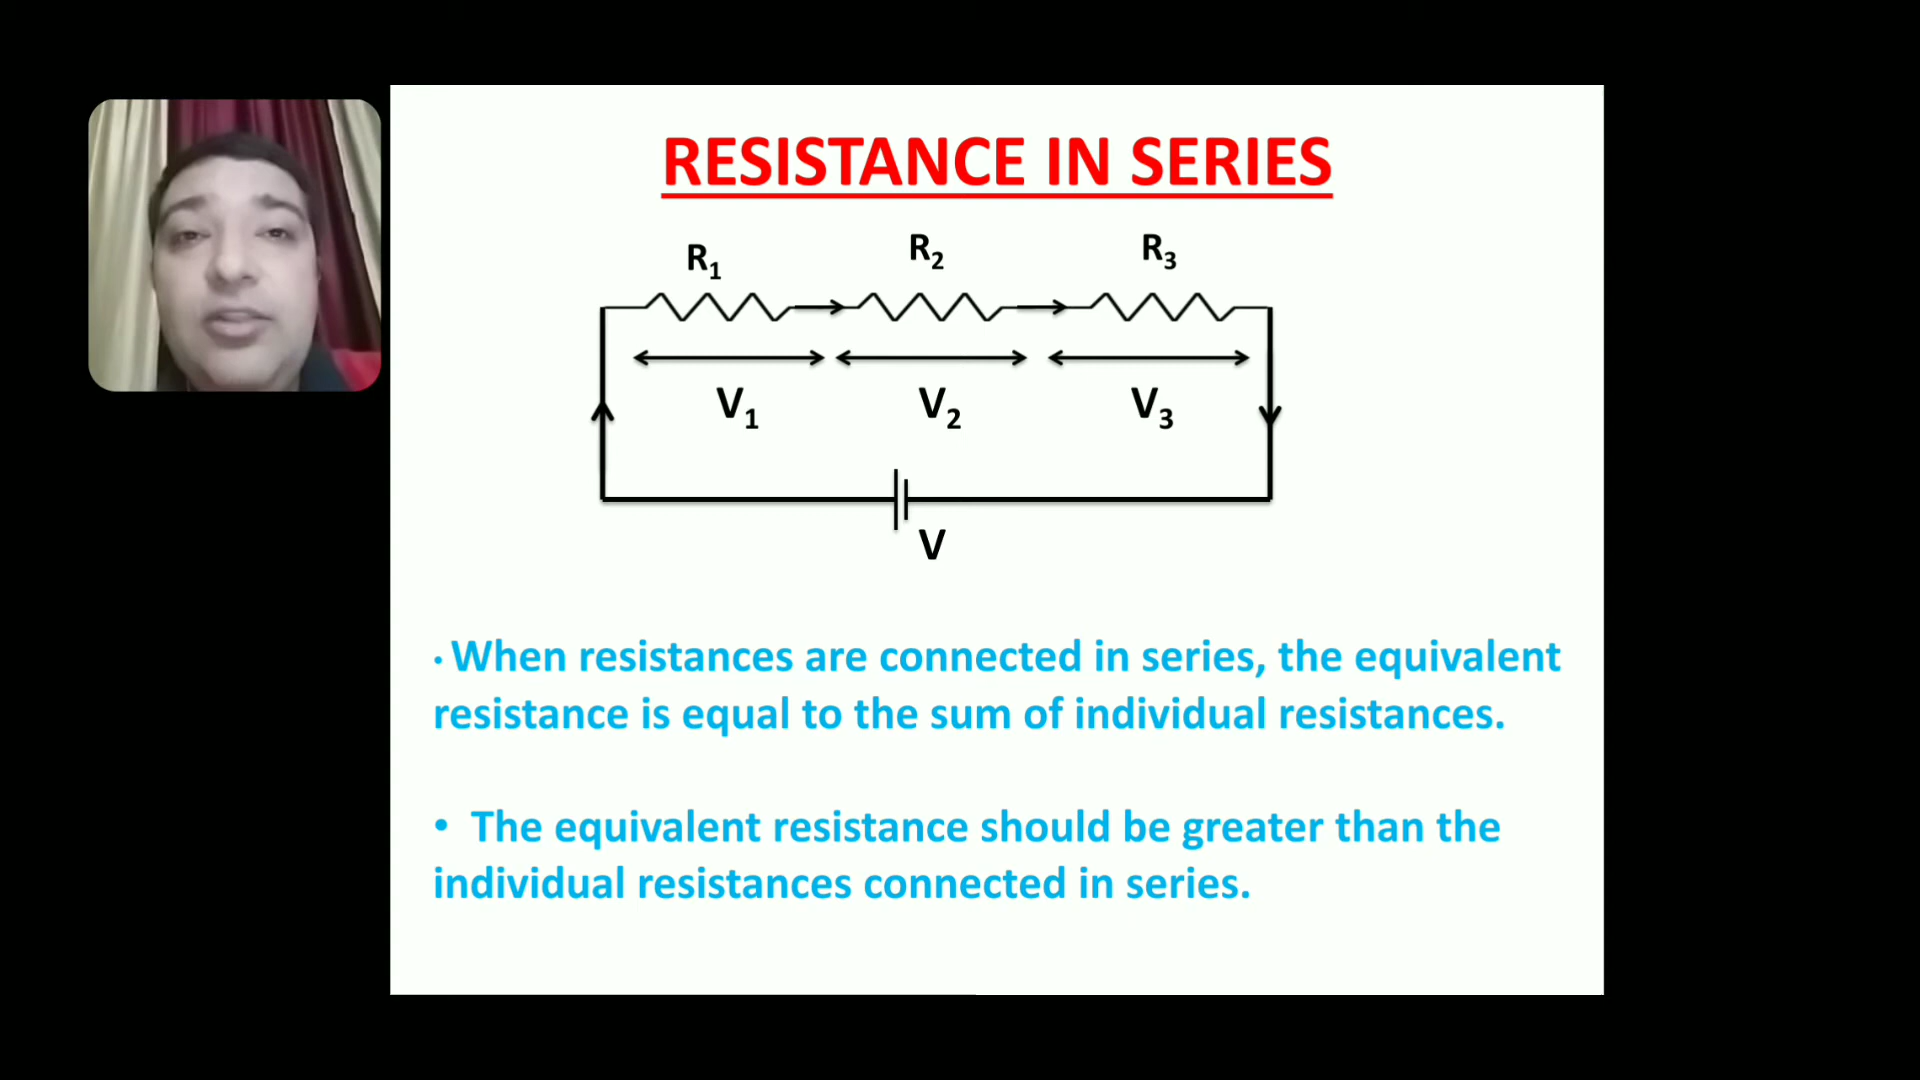 RESISTANCE IN SERIES
R₁ R₂ R₃
V₁ V₂ V₃
V
• When resistances are connected in series, the equivalent
resistance is equal to the sum of individual resistances.
• The equivalent resistance should be greater than the
individual resistances connected in series.